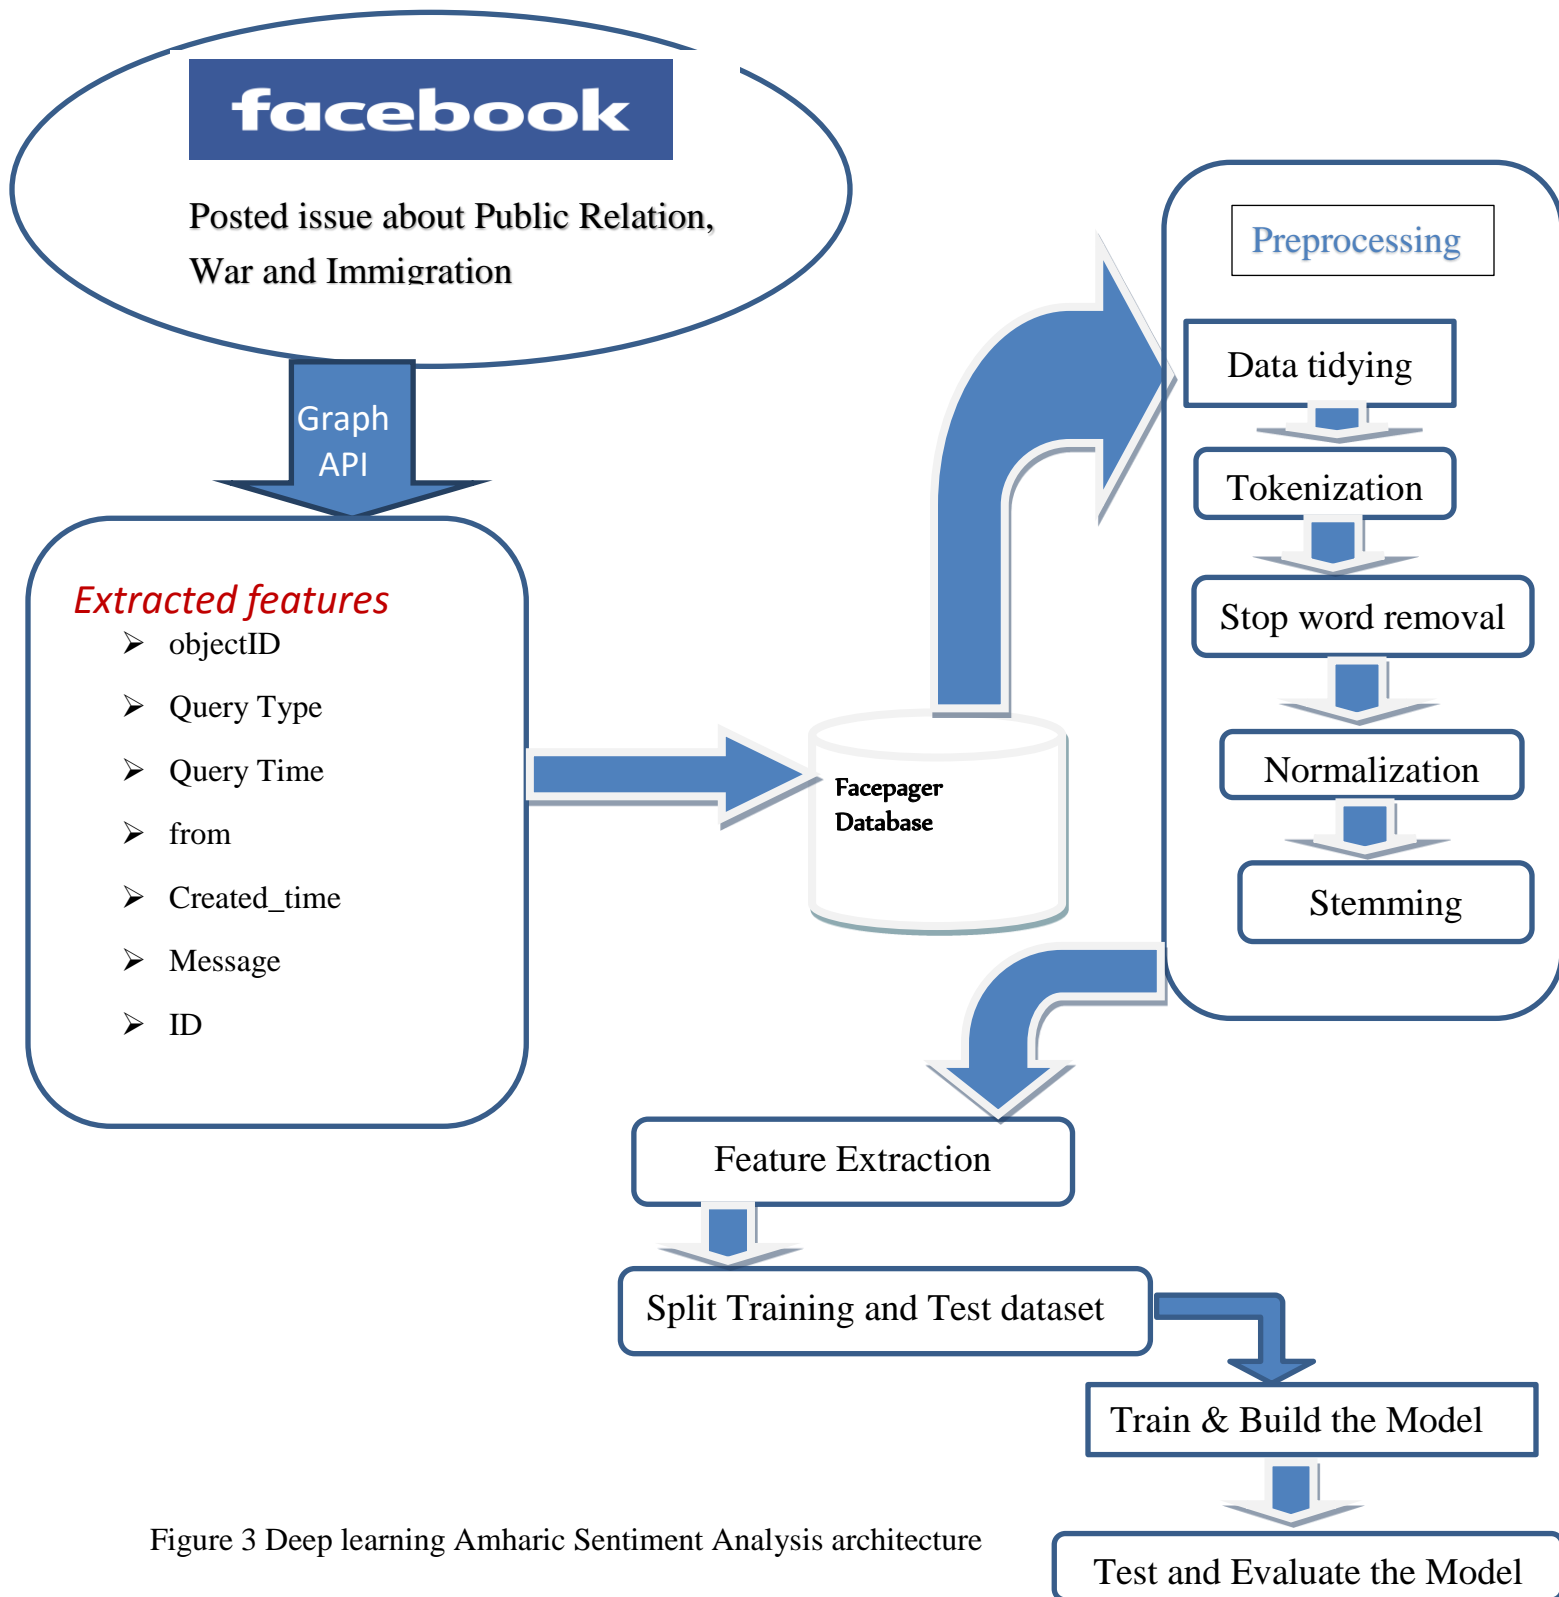 facebook
Posted issue about Public Relation,
War and Immigration
Graph
API
Extracted features
objectID
Query Type
Query Time
from
Created_time
Message
ID
Facepager
Database
Preprocessing
Data tidying
Tokenization
Stop word removal
Normalization
Stemming
Feature Extraction
Split Training and Test dataset
Train & Build the Model
Test and Evaluate the Model
Figure 3 Deep learning Amharic Sentiment Analysis architecture